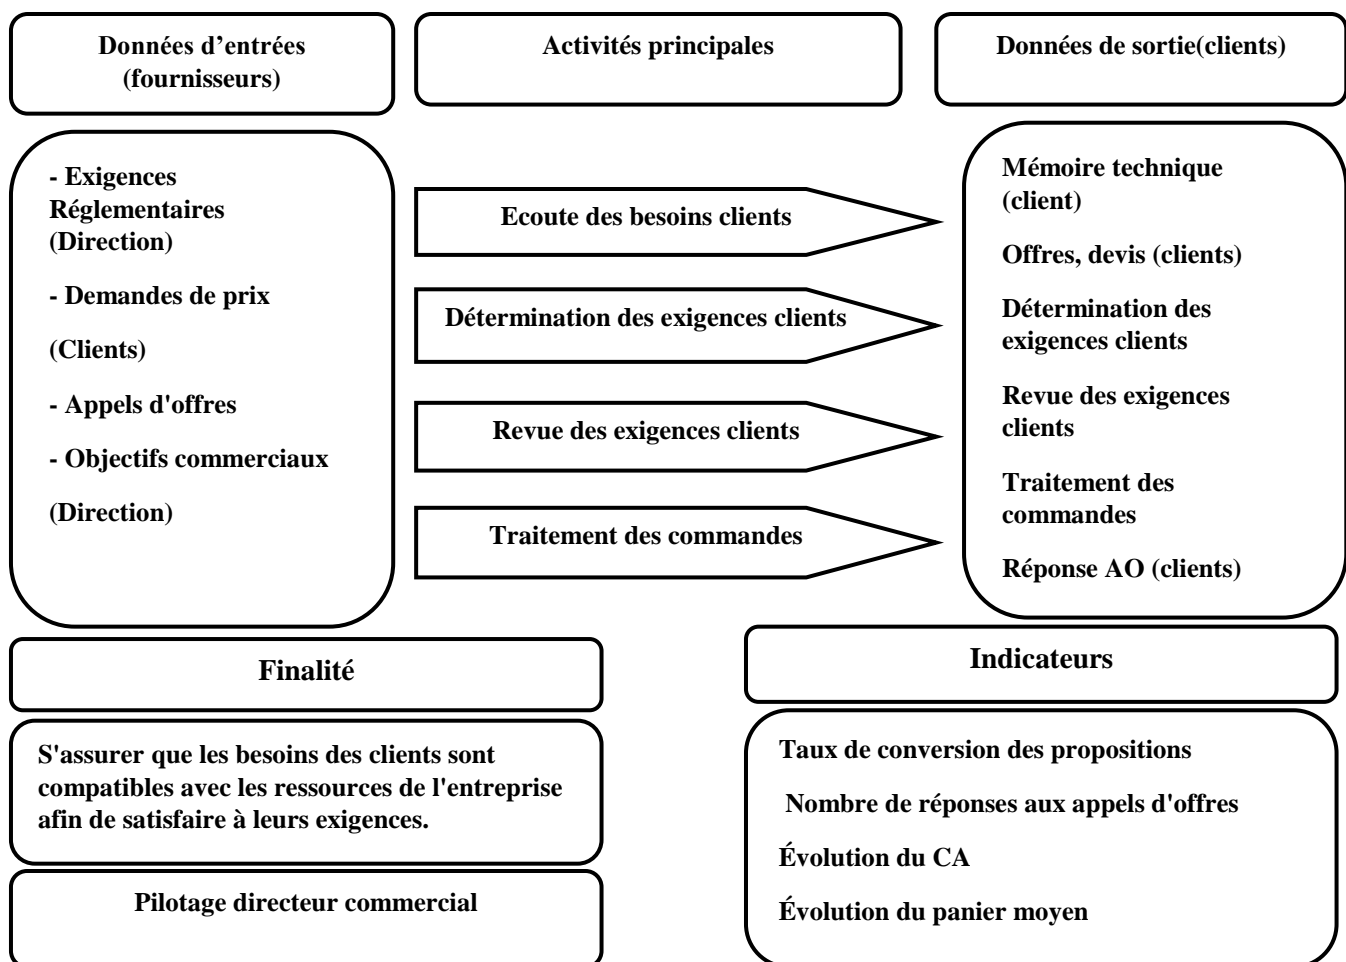 Données d’entrées
(fournisseurs)
Activités principales
Données de sortie(clients)
- Exigences
Réglementaires
(Direction)
- Demandes de prix
(Clients)
- Appels d'offres
- Objectifs commerciaux
(Direction)
Ecoute des besoins clients
Détermination des exigences clients
Revue des exigences clients
Traitement des commandes
Mémoire technique
(client)
Offres, devis (clients)
Détermination des
exigences clients
Revue des exigences
clients
Traitement des
commandes
Réponse AO (clients)
Finalité
S'assurer que les besoins des clients sont
compatibles avec les ressources de l'entreprise
afin de satisfaire à leurs exigences.
Pilotage directeur commercial
Indicateurs
Taux de conversion des propositions
Nombre de réponses aux appels d'offres
Évolution du CA
Évolution du panier moyen